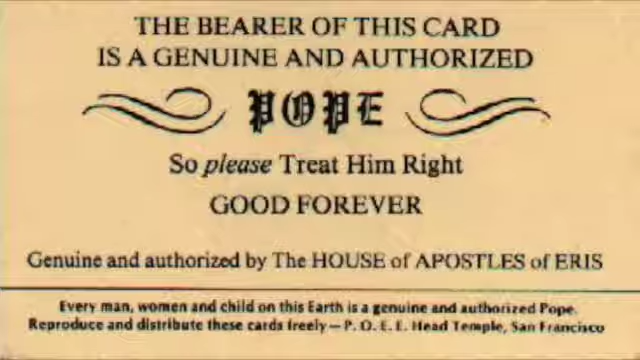 THE BEARER OF THIS CARD
IS A GENUINE AND AUTHORIZED
POPE
So please Treat Him Right
GOOD FOREVER
Genuine and authorized by The HOUSE of APOSTLES of ERIS
Every man, women and child on this Earth is a genuine and authorized Pope.
Reproduce and distribute these cards freely — P. O. E. E. Head Temple, San Francisco